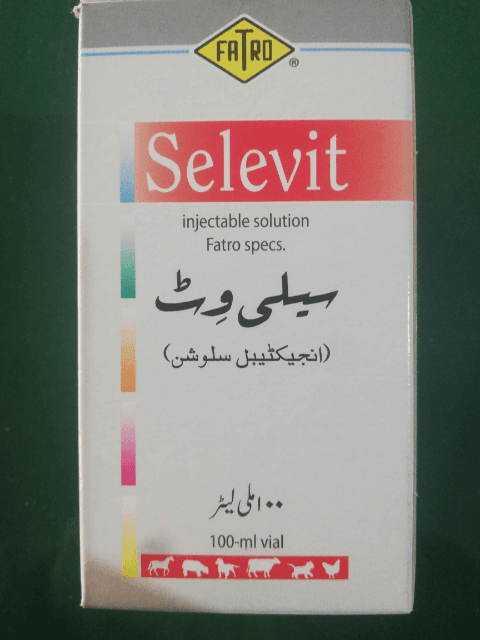 FATRO
®
Selevit
injectable solution
Fatro specs.
سیلی وِٹ
(انجیکٹیبل سلوشن)
۱۰۰ ملی لیٹر
100-ml vial